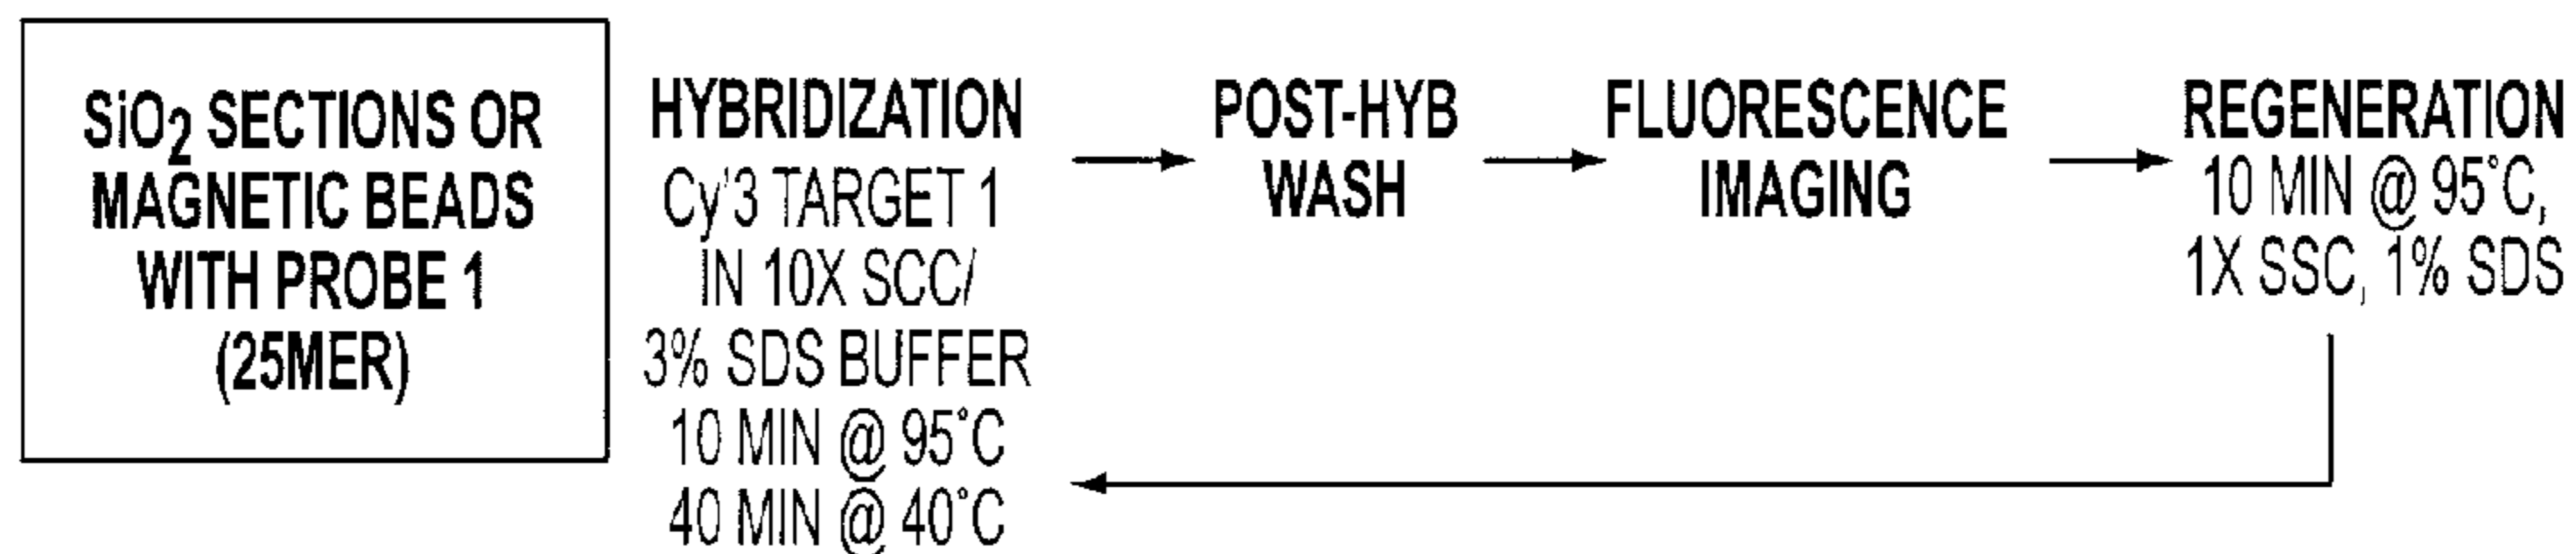 SiO2 SECTIONS OR
MAGNETIC BEADS
WITH PROBE 1
(25MER)
HYBRIDIZATION
Cy'3 TARGET 1
IN 10X SCC/
3% SDS BUFFER
10 MIN @ 95°C
40 MIN @ 40°C
POST-HYB
WASH
FLUORESCENCE
IMAGING
REGENERATION
10 MIN @ 95°C,
1X SSC, 1% SDS